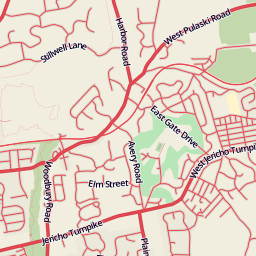 Harbor Road
West Pulaski Road
Stillwell Lane
East Gate Drive
Avery Road
West Jericho Turnpike
Woodbury Road
Elm Street
Jericho Turnpike
Plain